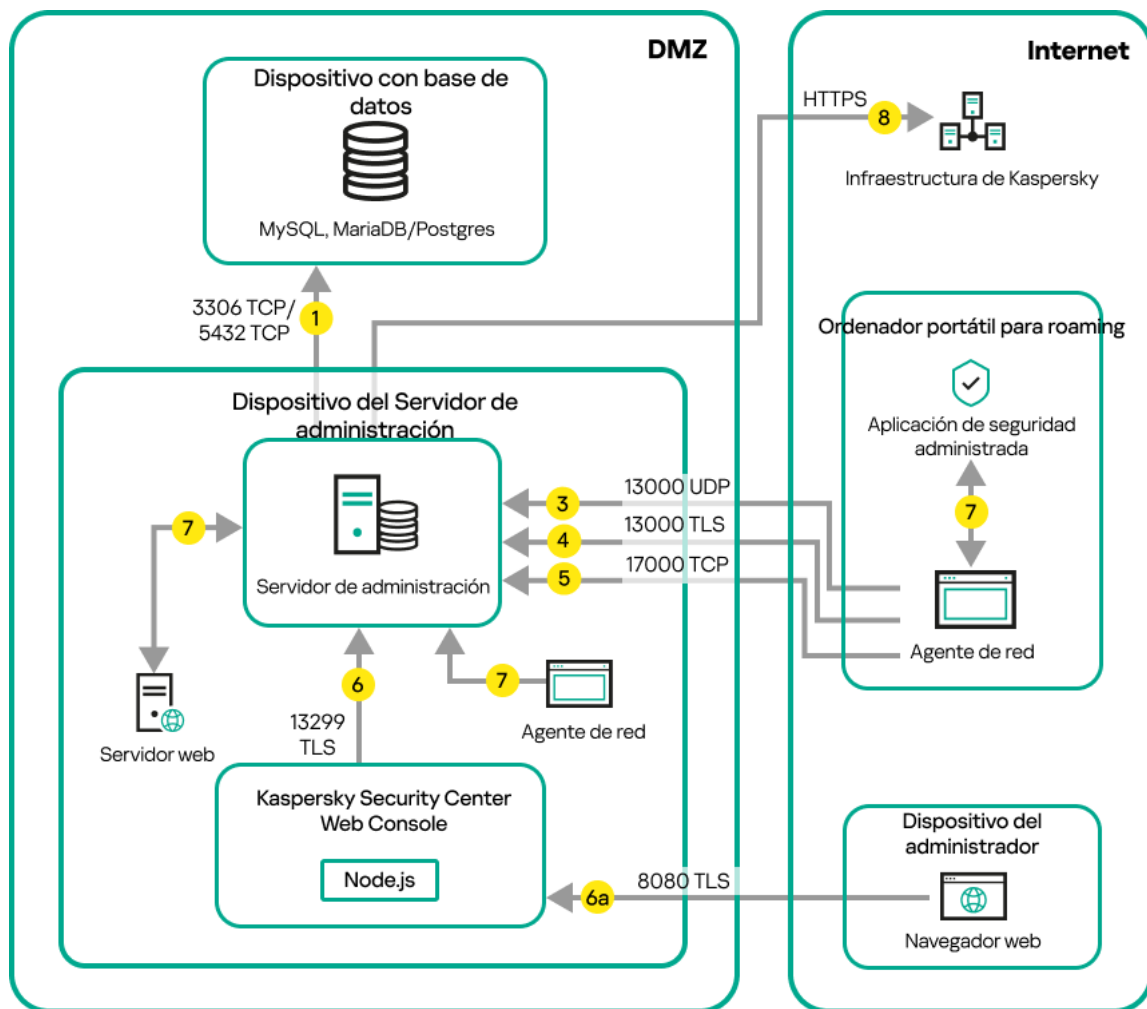 DMZ
Internet
Dispositivo con base de
datos
MySQL, MariaDB/Postgres
HTTPS
8
Infraestructura de Kaspersky
3306 TCP/
5432 TCP
1
Ordenador portátil para roaming
Aplicación de seguridad
administrada
7
Agente de red
Dispositivo del Servidor de
administración
Servidor de administración
3
13000 UDP
4
13000 TLS
5
17000 TCP
7
Servidor web
6
13299
TLS
7
Agente de red
Kaspersky Security Center
Web Console
Node.js
6a
8080 TLS
Dispositivo del
administrador
Navegador web